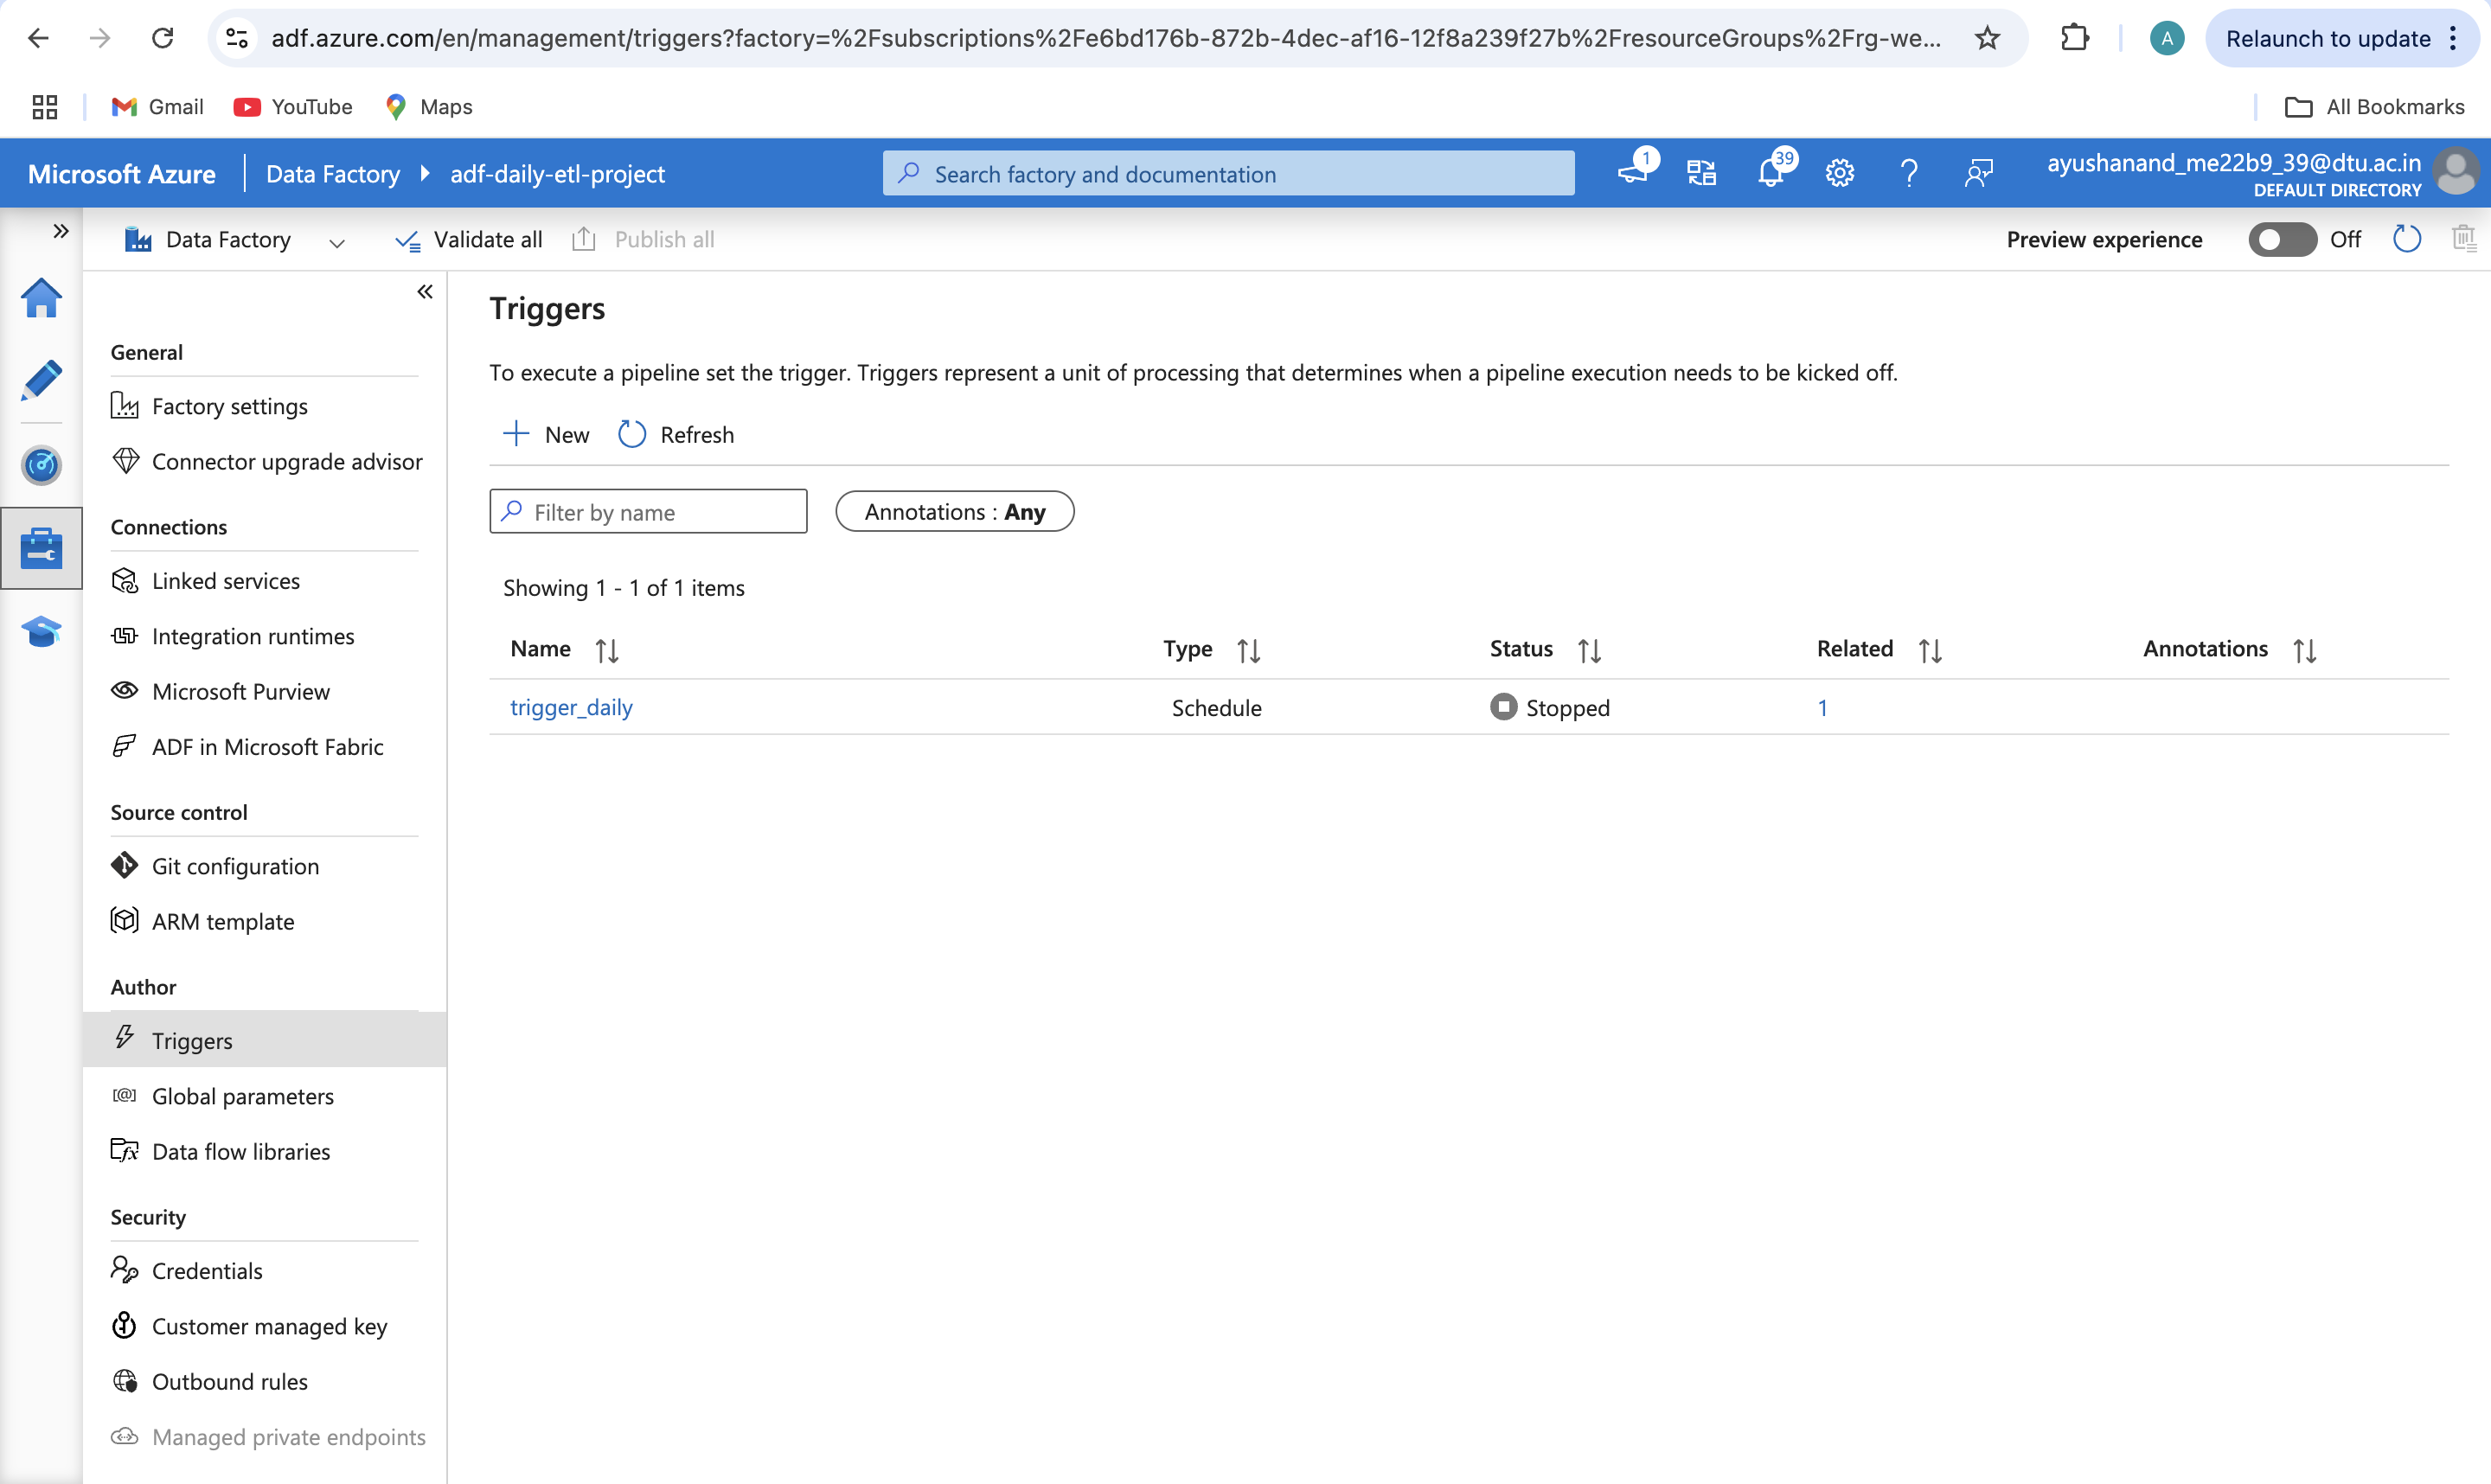 adf.azure.com/en/management/triggers?factory=%2Fsubscriptions%2Fe6bd176b-872b-4dec-af16-12f8a239f27b%2FresourceGroups%2Frg-we...
A
Relaunch to update
Gmail
YouTube
Maps
All Bookmarks
Microsoft Azure
Data Factory
adf-daily-etl-project
Search factory and documentation
1
39
ayushanand_me22b9_39@dtu.ac.in
DEFAULT DIRECTORY
Data Factory
Validate all
Publish all
Preview experience
Off
General
Factory settings
Connector upgrade advisor
Connections
Linked services
Integration runtimes
Microsoft Purview
ADF in Microsoft Fabric
Source control
Git configuration
ARM template
Author
Triggers
Global parameters
Data flow libraries
Security
Credentials
Customer managed key
Outbound rules
Managed private endpoints
Triggers
To execute a pipeline set the trigger. Triggers represent a unit of processing that determines when a pipeline execution needs to be kicked off.
New
Refresh
Filter by name
Annotations : Any
Showing 1 - 1 of 1 items
Name Type Status Related Annotations
trigger_daily Schedule Stopped 1